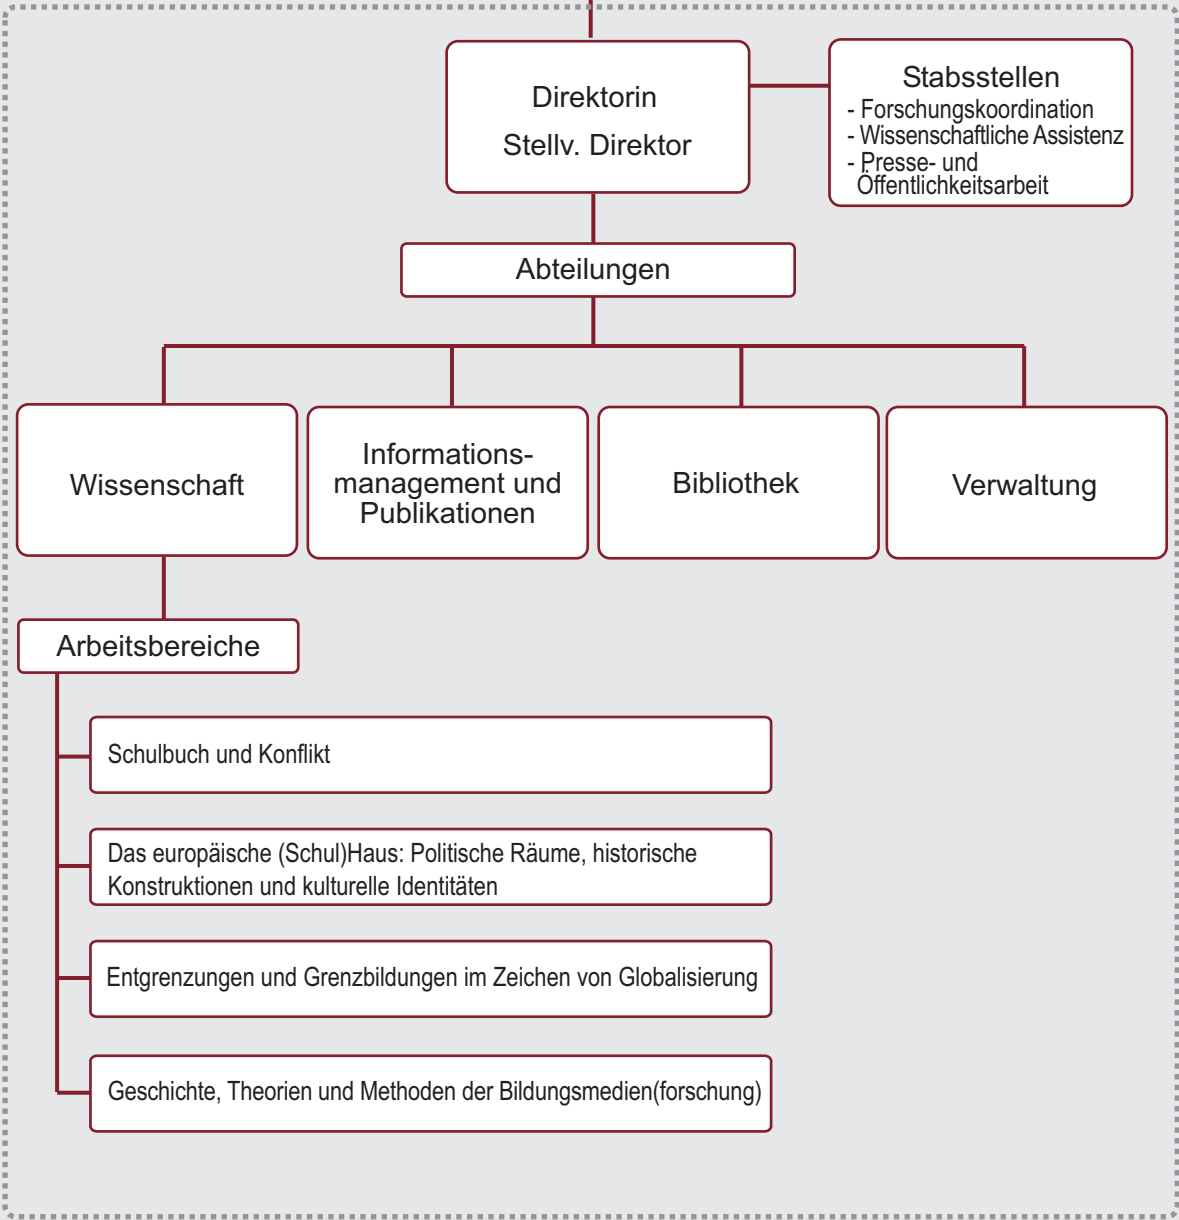 Direktorin
Stellv. Direktor
Stabsstellen
- Forschungskoordination
- Wissenschaftliche Assistenz
- Presse- und
Öffentlichkeitsarbeit
Abteilungen
Wissenschaft
Informations-
management und
Publikationen
Bibliothek
Verwaltung
Arbeitsbereiche
Schulbuch und Konflikt
Das europäische (Schul)Haus: Politische Räume, historische
Konstruktionen und kulturelle Identitäten
Entgrenzungen und Grenzbildungen im Zeichen von Globalisierung
Geschichte, Theorien und Methoden der Bildungsmedien(forschung)